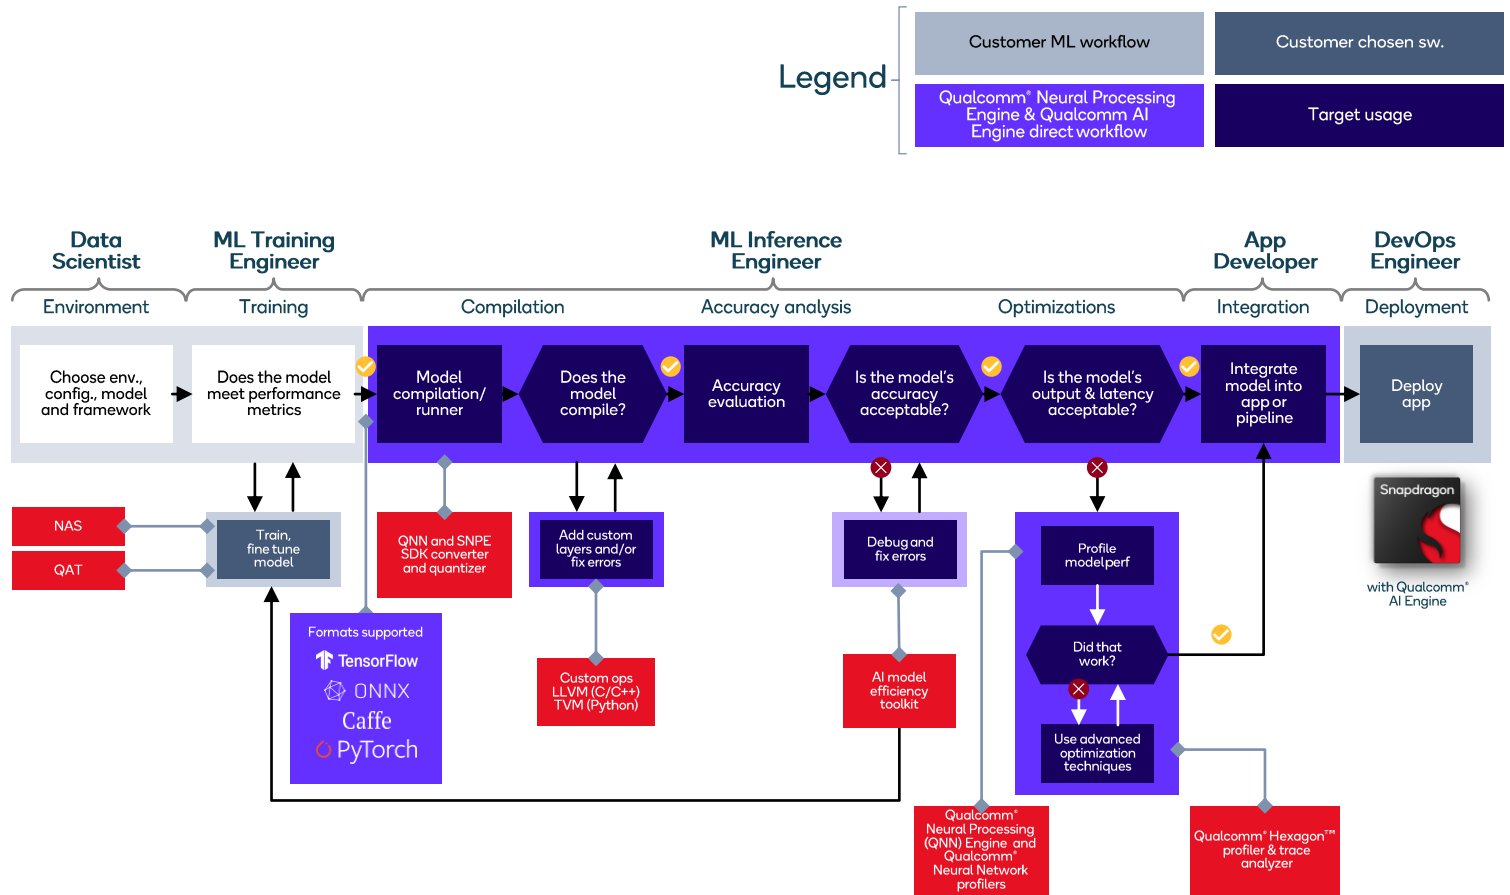 Legend
Customer ML workflow
Customer chosen sw.
Qualcomm® Neural Processing
Engine & Qualcomm AI
Engine direct workflow
Target usage
Data
Scientist
ML Training
Engineer
ML Inference
Engineer
App
Developer
DevOps
Engineer
Environment
Training
Compilation
Accuracy analysis
Optimizations
Integration
Deployment
Choose env.,
config., model
and framework
Does the model
meet performance
metrics
Model
compilation/
runner
Does the
model
compile?
Accuracy
evaluation
Is the model's
accuracy
acceptable?
Is the model's
output & latency
acceptable?
Integrate
model into
app or
pipeline
Deploy
app
NAS
QAT
Train,
fine tune
model
QNN and SNPE
SDK converter
and quantizer
Add custom
layers and/or
fix errors
Debug and
fix errors
Profile
model perf
Snapdragon
with Qualcomm®
AI Engine
Formats supported
TensorFlow
ONNX
Caffe
PyTorch
Custom ops
LLVM (C/C++)
TVM (Python)
AI model
efficiency
toolkit
Did that
work?
Use advanced
optimization
techniques
Qualcomm®
Neural Processing
(QNN) Engine and
Qualcomm®
Neural Network
profilers
Qualcomm® Hexagon™
profiler & trace
analyzer